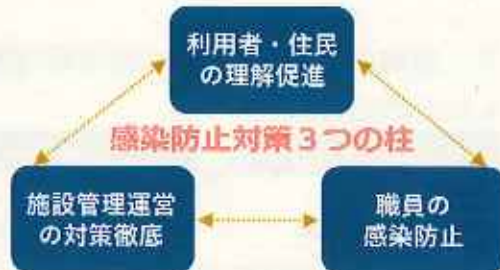 利用者・住民
の理解促進
感染防止対策３つの柱
施設管理運営
の対策徹底
職員の
感染防止